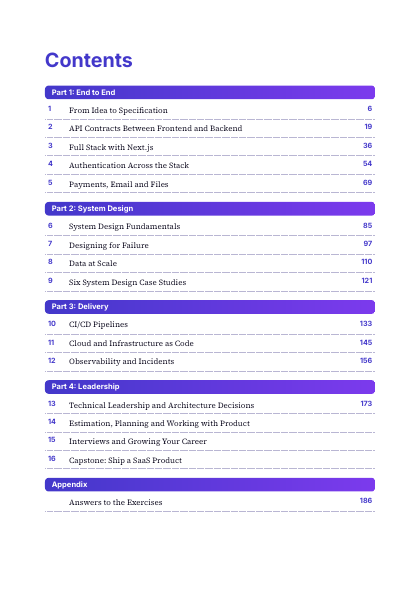 Contents
Part 1: End to End
1 From Idea to Specification 6
2 API Contracts Between Frontend and Backend 19
3 Full Stack with Next.js 36
4 Authentication Across the Stack 54
5 Payments, Email and Files 69
Part 2: System Design
6 System Design Fundamentals 85
7 Designing for Failure 97
8 Data at Scale 110
9 Six System Design Case Studies 121
Part 3: Delivery
10 CI/CD Pipelines 133
11 Cloud and Infrastructure as Code 145
12 Observability and Incidents 156
Part 4: Leadership
13 Technical Leadership and Architecture Decisions 173
14 Estimation, Planning and Working with Product
15 Interviews and Growing Your Career
16 Capstone: Ship a SaaS Product
Appendix
Answers to the Exercises 186